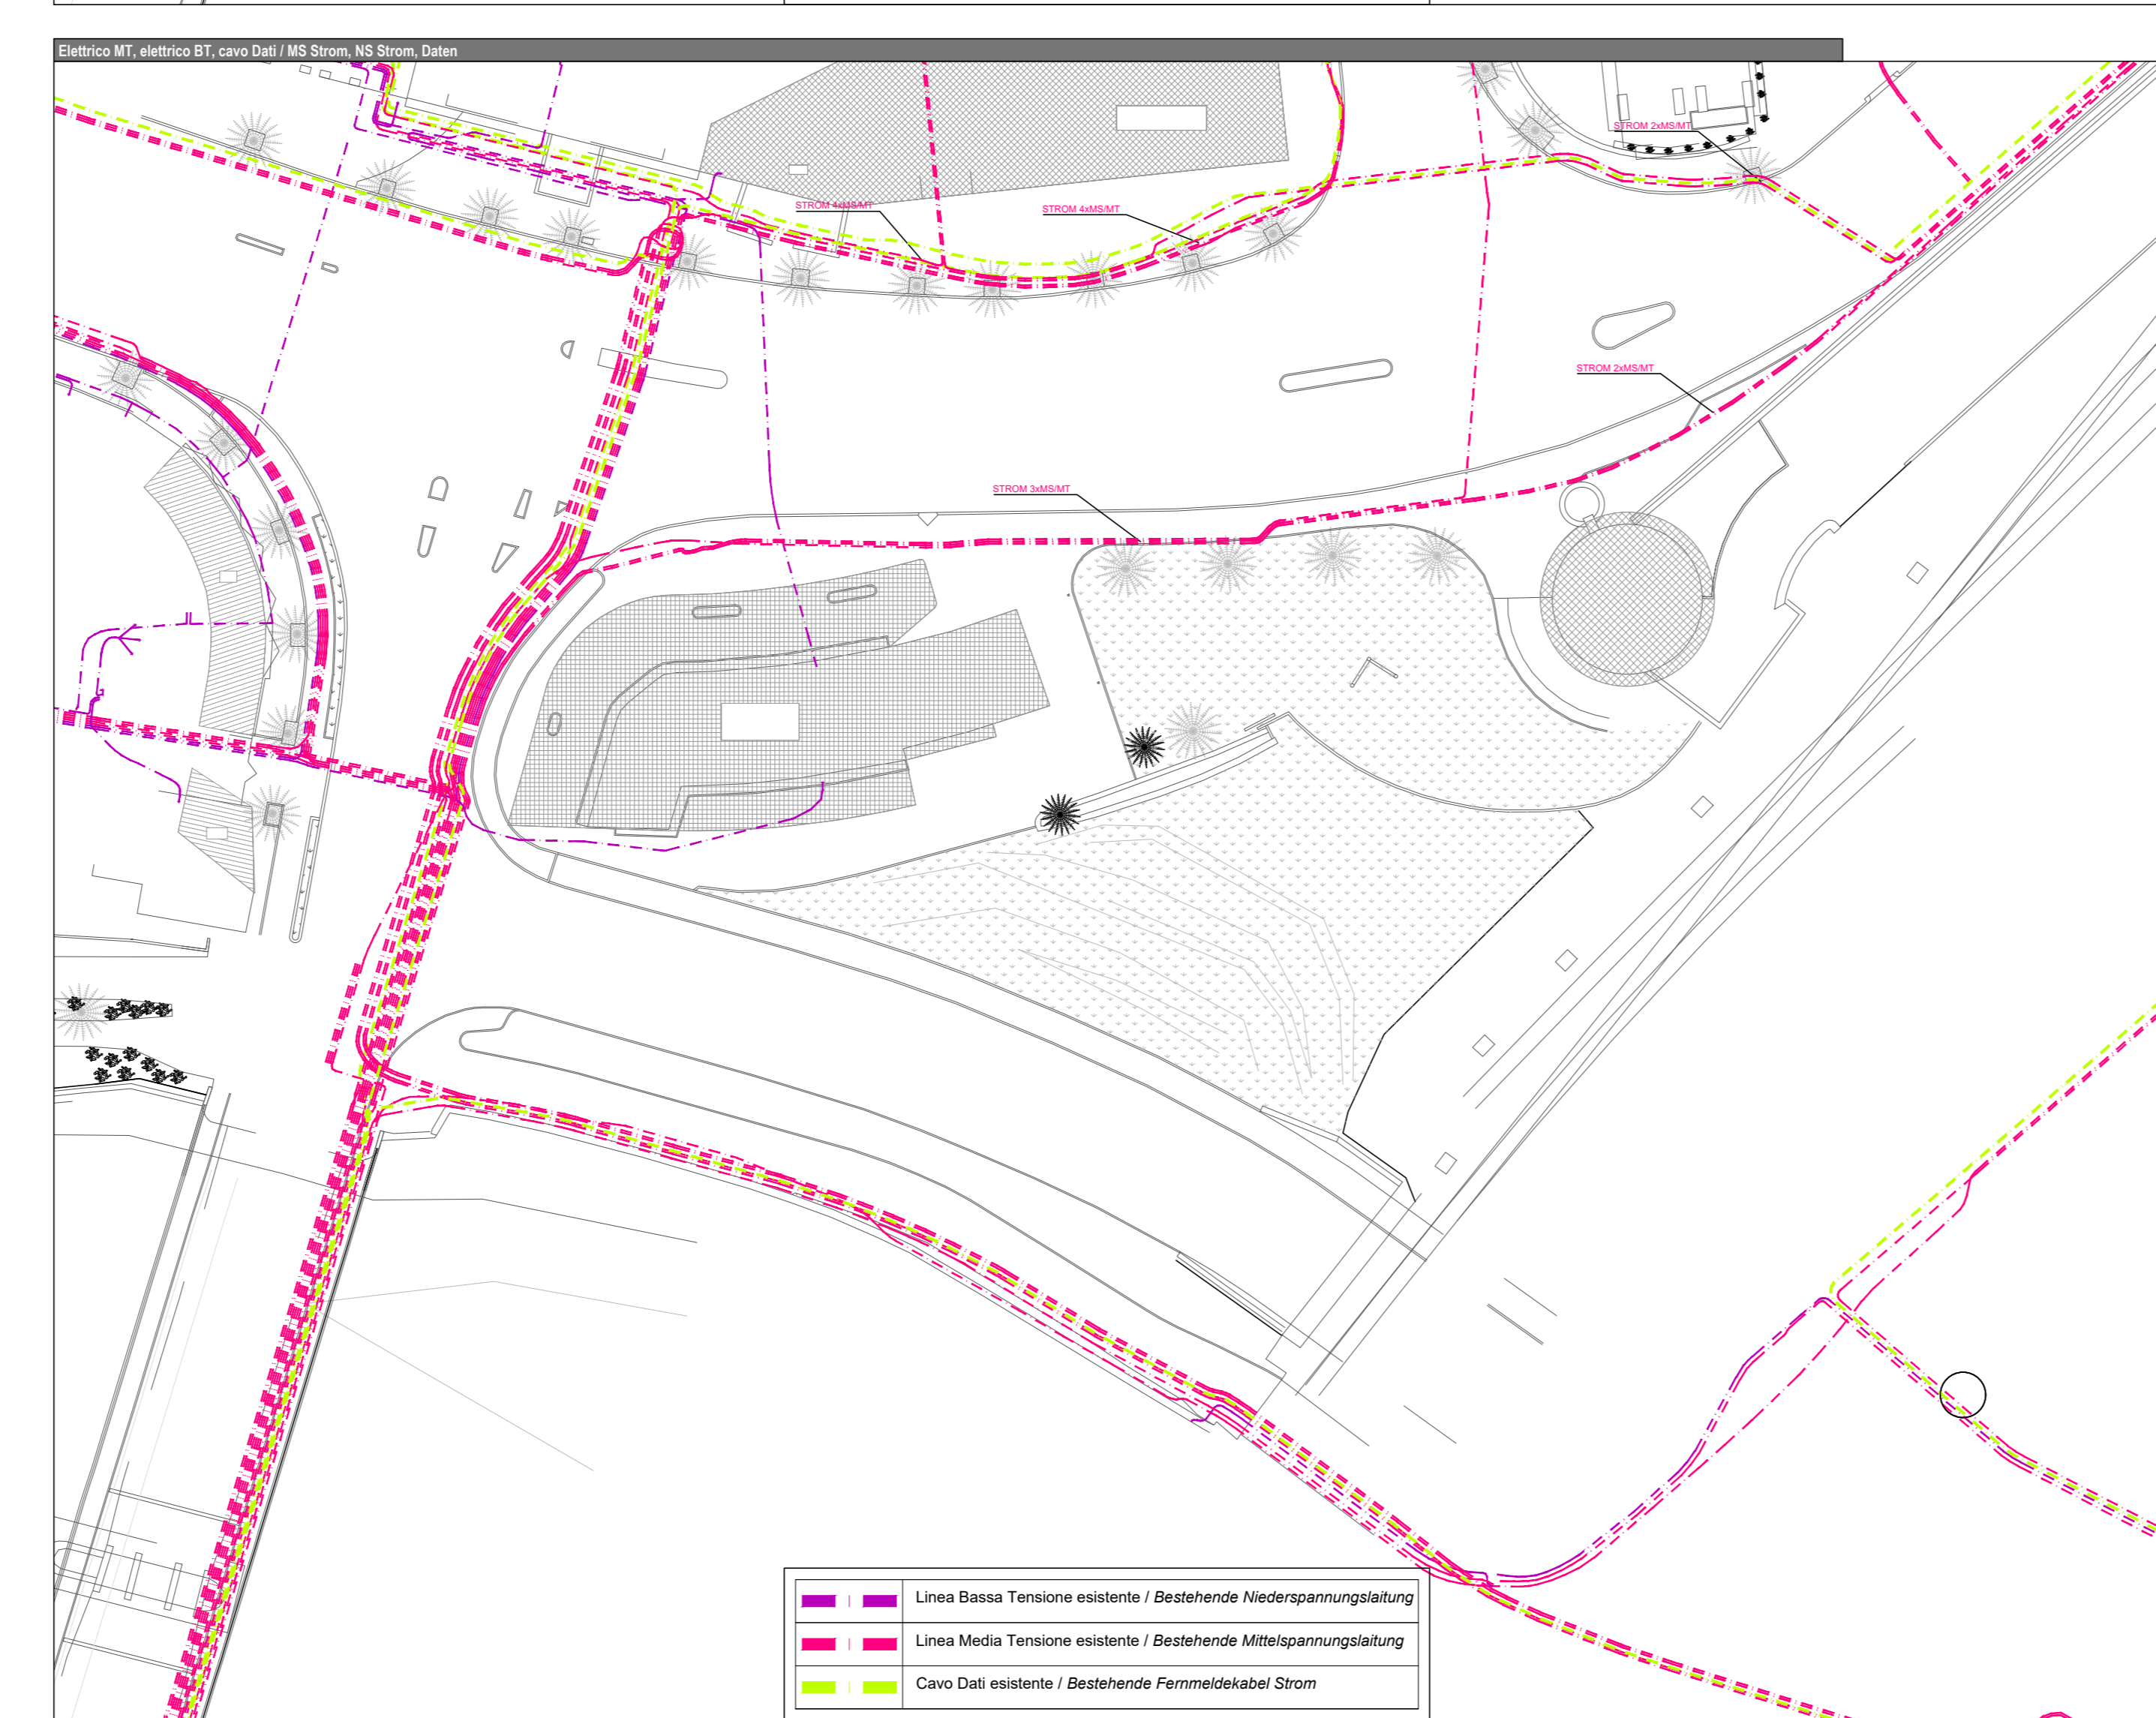 Elettrico MT, elettrico BT, cavo Dati / MS Strom, NS Strom, Daten
STROM 2xMS/MT
STROM 4xMS/MT
STROM 4xMS/MT
STROM 2xMS/MT
STROM 3xMS/MT
Linea Bassa Tensione esistente / Bestehende Niederspannungslaitung
Linea Media Tensione esistente / Bestehende Mittelspannungslaitung
Cavo Dati esistente / Bestehende Fernmeldekabel Strom